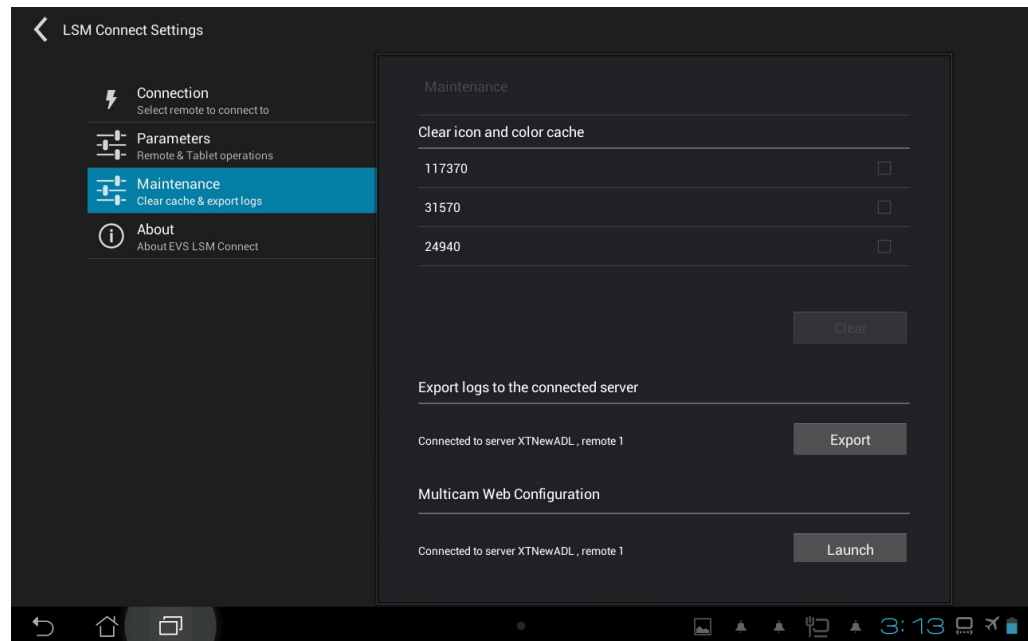 LSM Connect Settings
Connection
Select remote to connect to
Parameters
Remote & Tablet operations
Maintenance
Clear cache & export logs
About
About EVS LSM Connect
Maintenance
Clear icon and color cache
117370
31570
24940
Clear
Export logs to the connected server
Connected to server XTNewADL , remote 1
Export
Multicam Web Configuration
Connected to server XTNewADL , remote 1
Launch
3:13